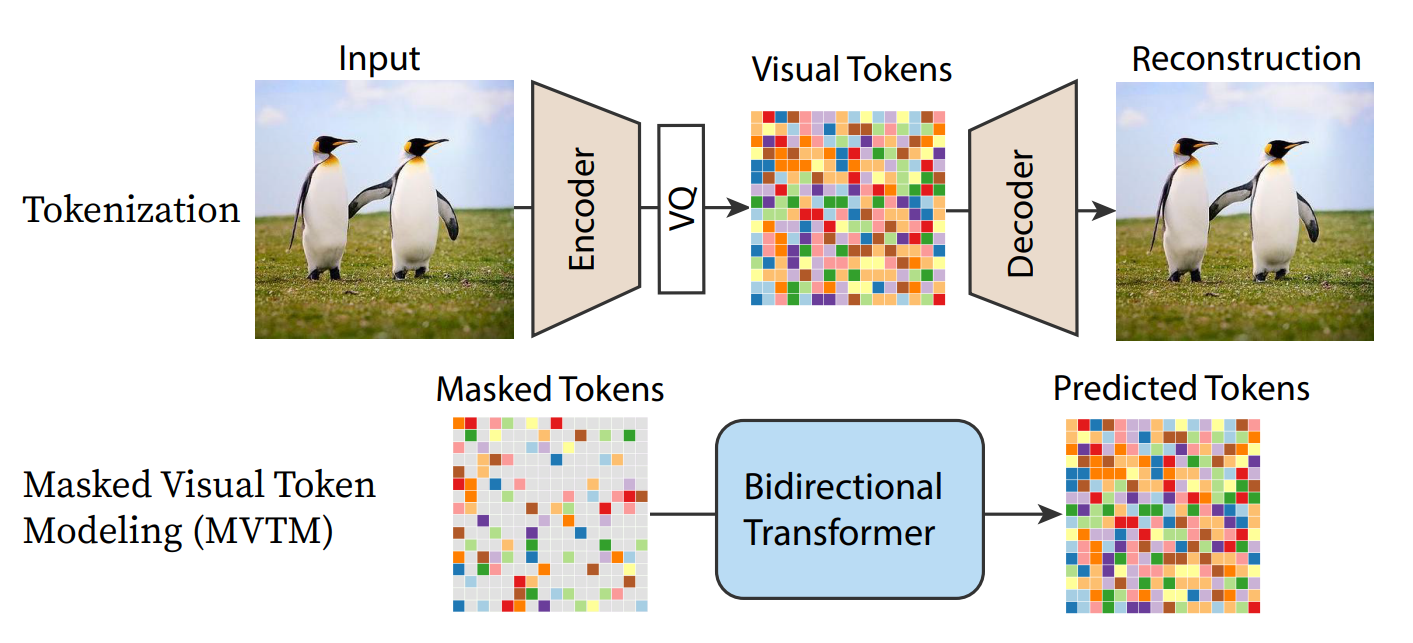 Input
Visual Tokens
Reconstruction
Tokenization
Encoder
VQ
Decoder
Masked Tokens
Predicted Tokens
Masked Visual Token
Modeling (MVTM)
Bidirectional
Transformer